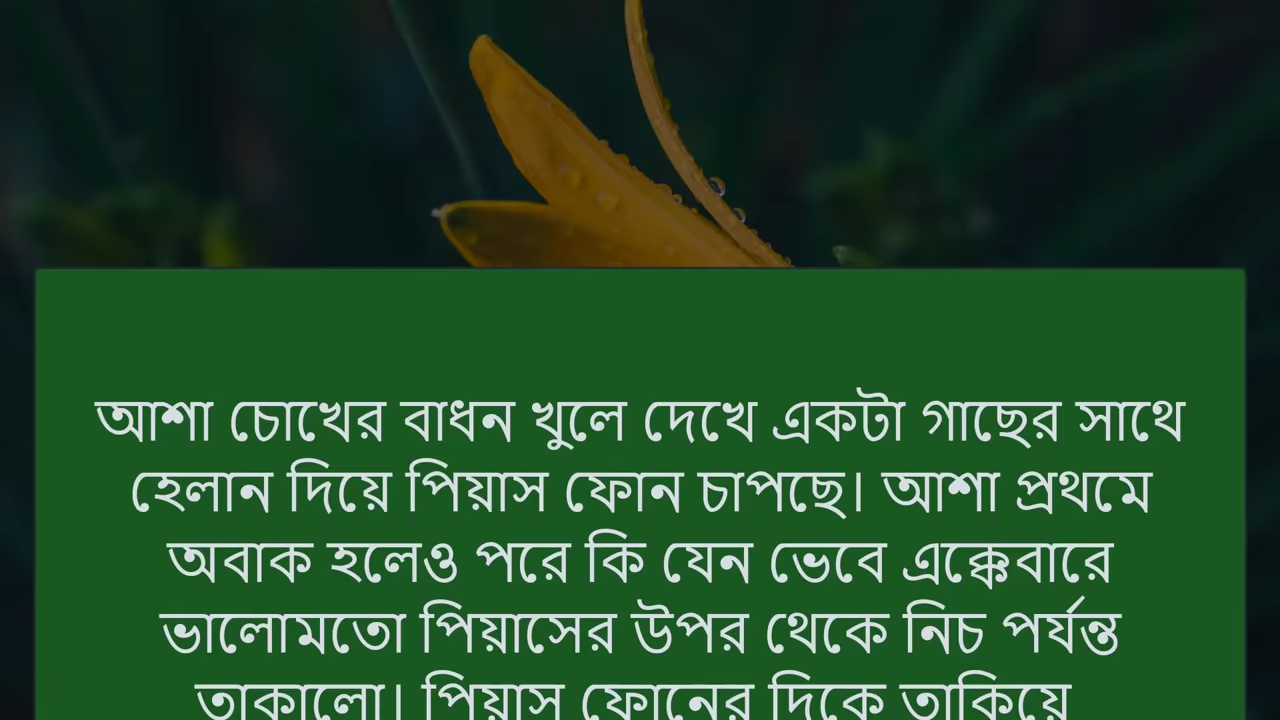 আশা চোখের বাধন খুলে দেখে একটা গাছের সাথে
হেলান দিয়ে পিয়াস ফোন চাপছে। আশা প্রথমে
অবাক হলেও পরে কি যেন ভেবে এক্কেবারে
ভালোমতো পিয়াসের উপর থেকে নিচ পর্যন্ত
তাকালো। পিয়াস ফোনের দিকে তাকিয়ে